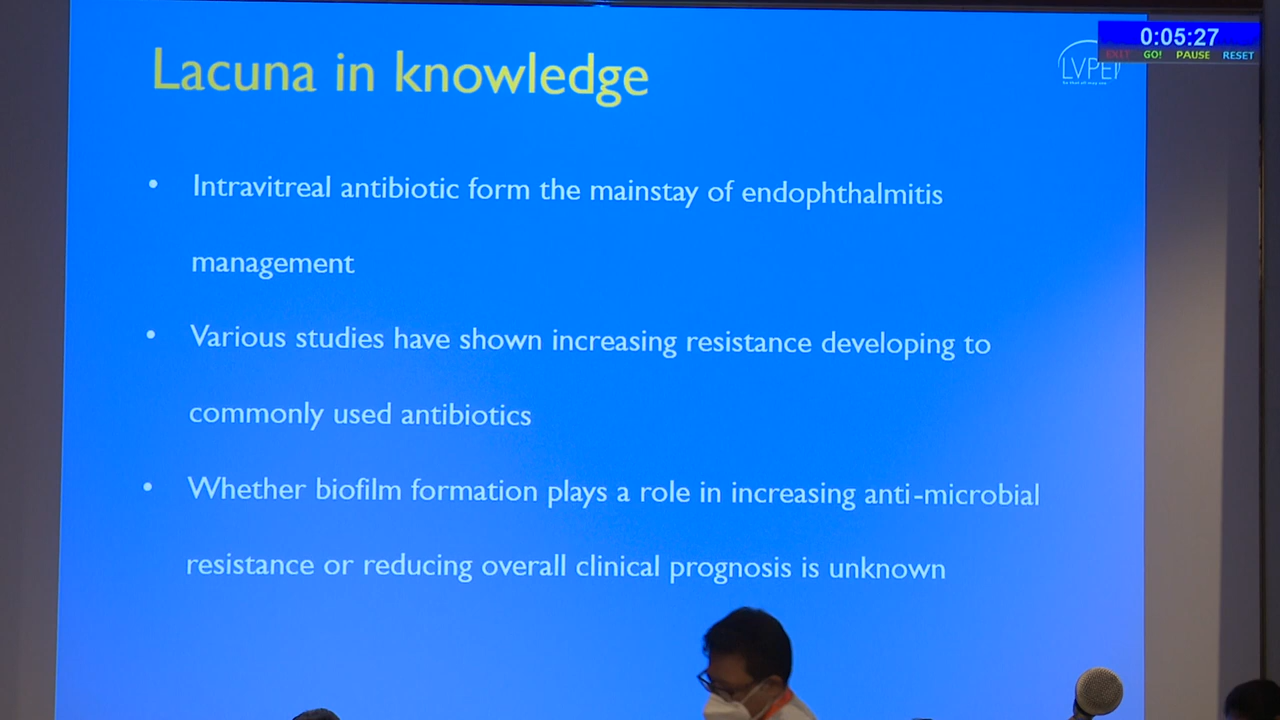 Lacuna in knowledge
LVPEI
0:05:27
EXIT GO! PAUSE RESET
• Intravitreal antibiotic form the mainstay of endophthalmitis
management
• Various studies have shown increasing resistance developing to
commonly used antibiotics
• Whether biofilm formation plays a role in increasing anti-microbial
resistance or reducing overall clinical prognosis is unknown